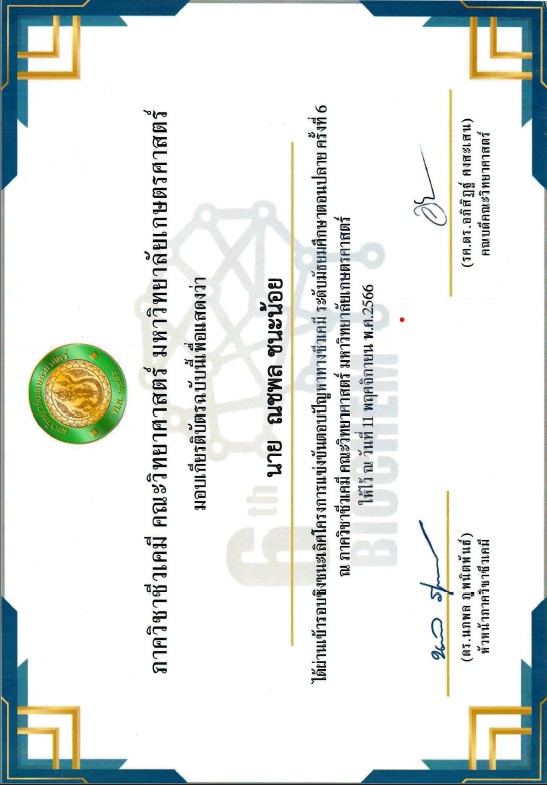 มหาวิทยาลัยเกษตรศาสตร์
พ.ศ. ๒๔๘๖
ภาควิชาชีวเคมี คณะวิทยาศาสตร์ มหาวิทยาลัยเกษตรศาสตร์
มอบเกียรติบัตรฉบับนี้เพื่อแสดงว่า
6th
นาย ณชพล ชนะน้อย
ได้ผ่านเข้ารอบชิงชนะเลิศโครงการแข่งขันตอบปัญหาทางชีวเคมี ระดับมัธยมศึกษาตอนปลาย ครั้งที่ 6
ณ ภาควิชาชีวเคมี คณะวิทยาศาสตร์ มหาวิทยาลัยเกษตรศาสตร์
ให้ไว้ ณ วันที่ 11 พฤศจิกายน พ.ศ.2566
BIOCHEM
(ดร.นภพล ภูพนิตพันธ์)
หัวหน้าภาควิชาชีวเคมี
(รศ.ดร.อภิสิฏฐ์ ศงสะเสน)
คณบดีคณะวิทยาศาสตร์